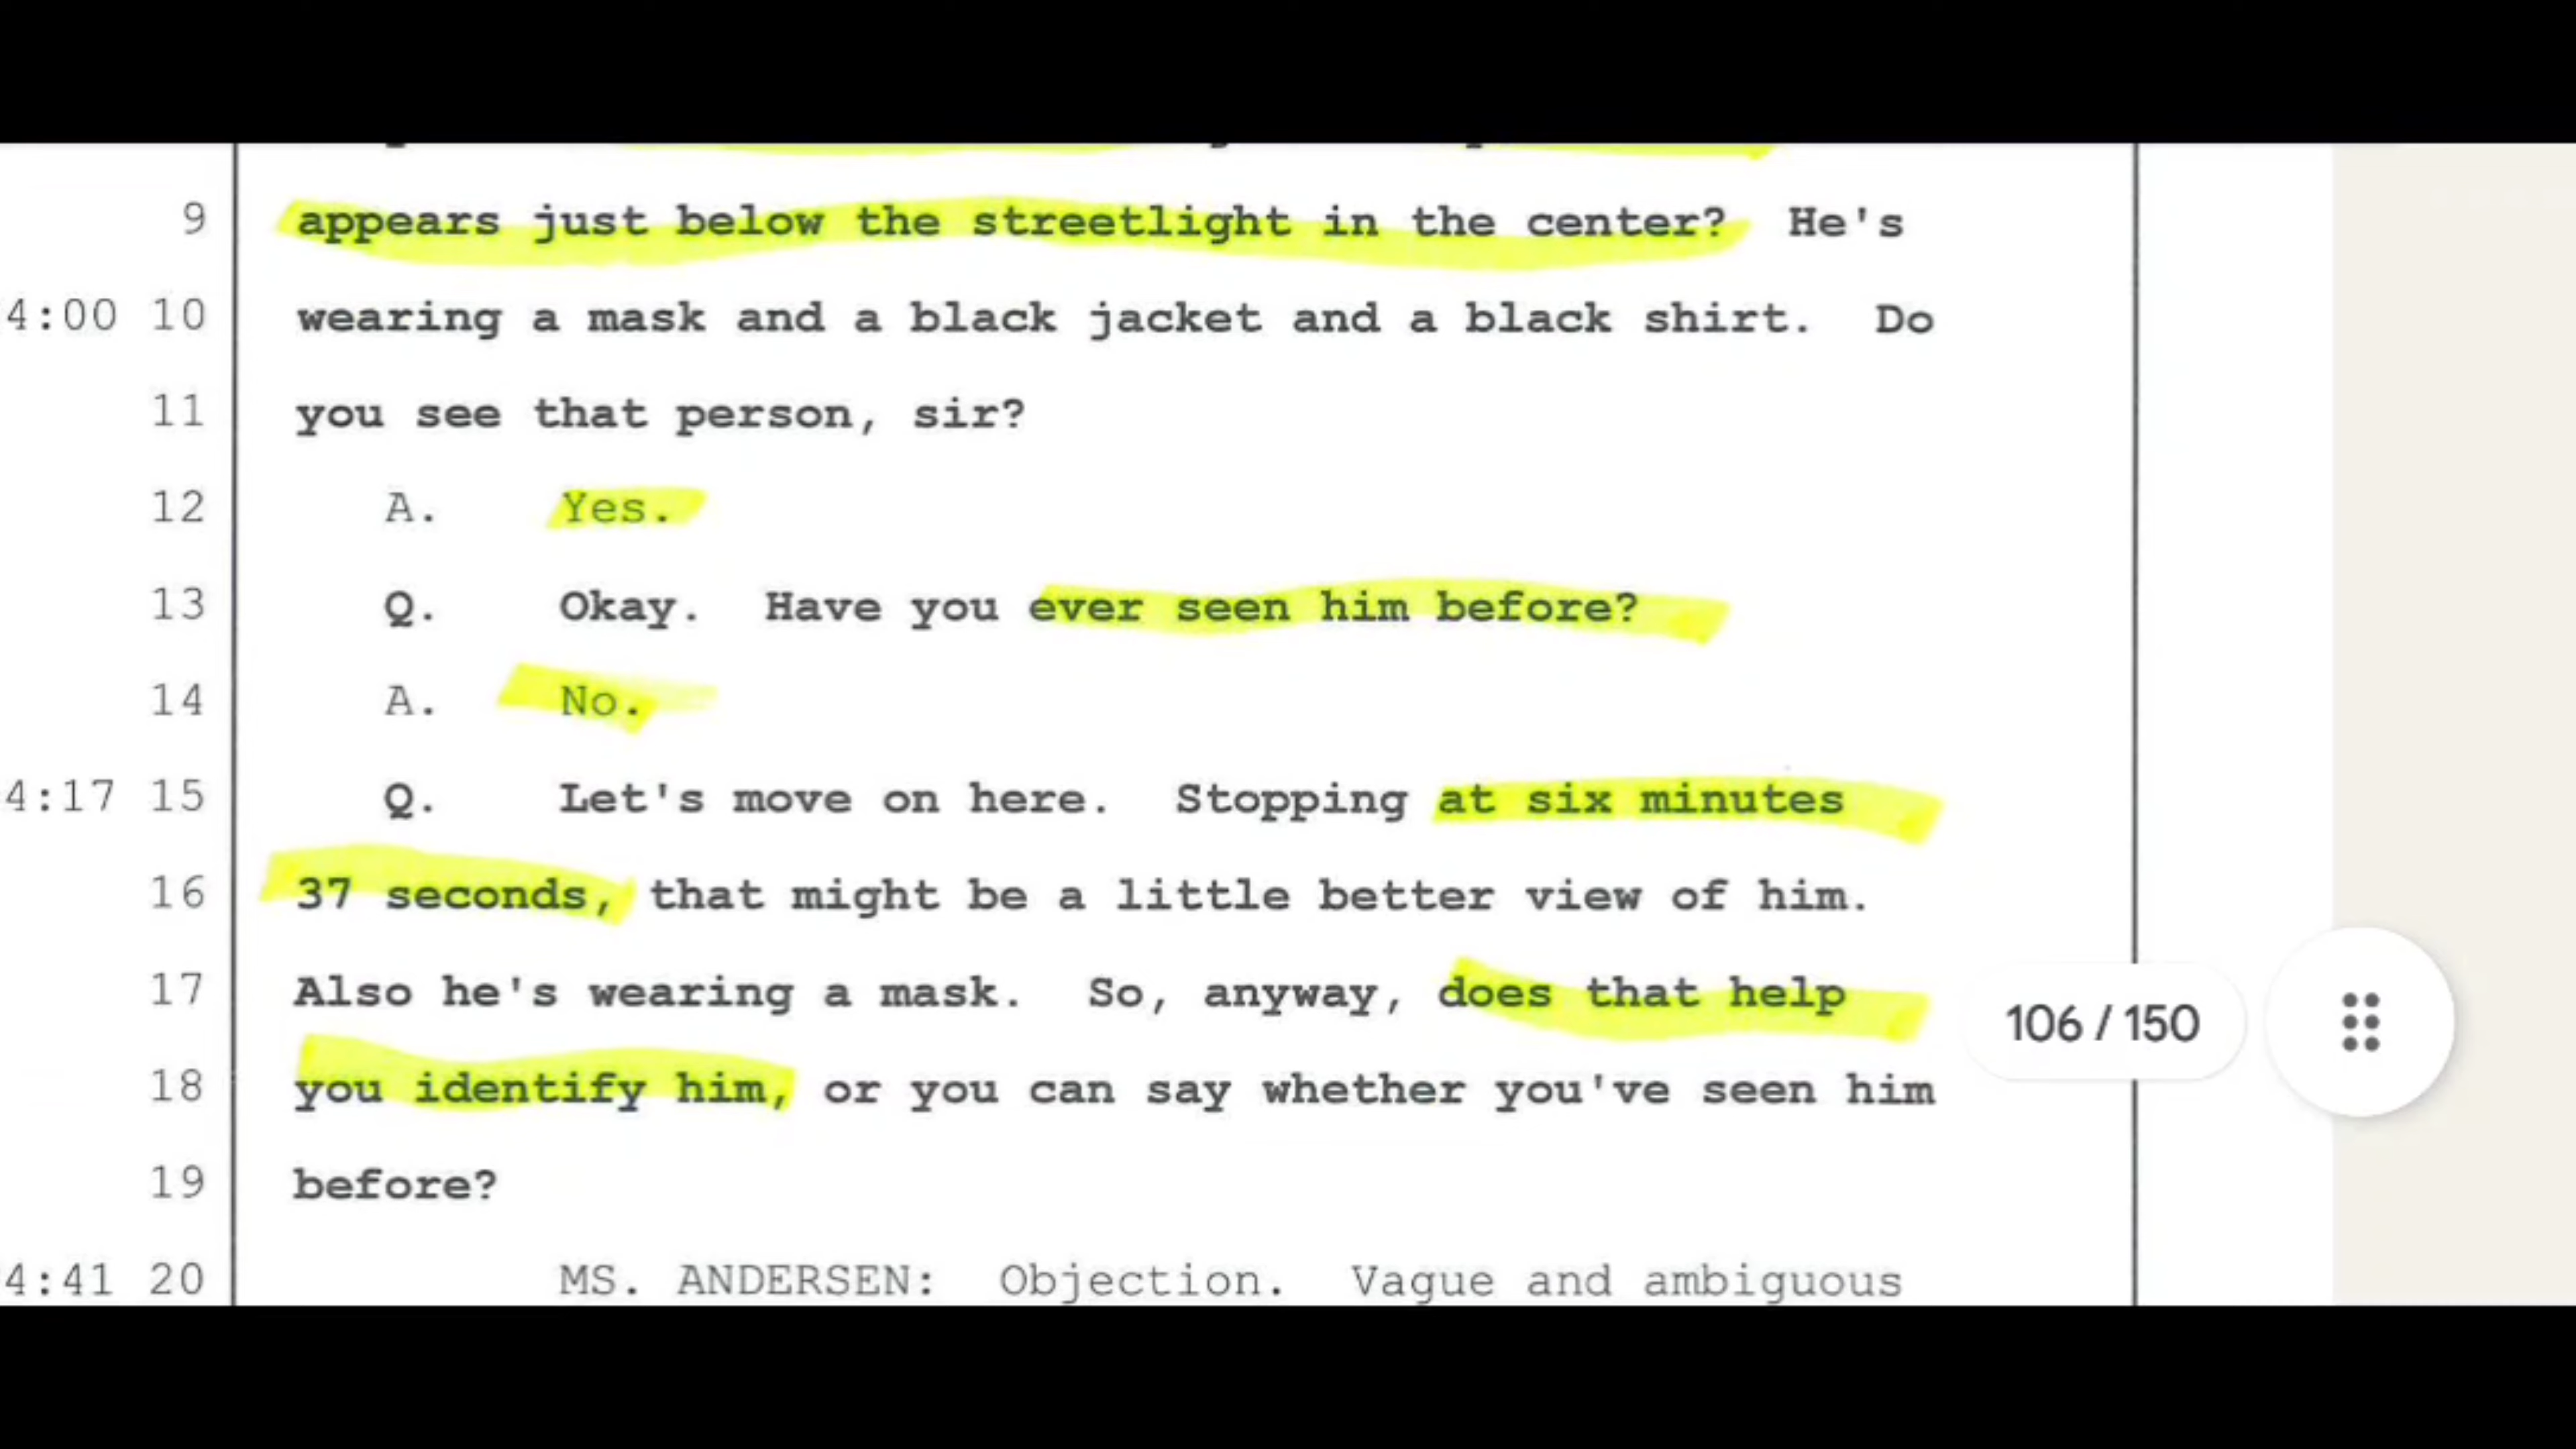 9 appears just below the streetlight in the center? He's
4:00 10 wearing a mask and a black jacket and a black shirt. Do
11 you see that person, sir?
12 A. Yes.
13 Q. Okay. Have you ever seen him before?
14 A. No.
4:17 15 Q. Let's move on here. Stopping at six minutes
16 37 seconds, that might be a little better view of him.
17 Also he's wearing a mask. So, anyway, does that help
106 / 150
18 you identify him, or you can say whether you've seen him
19 before?
4:41 20 MS. ANDERSEN: Objection. Vague and ambiguous